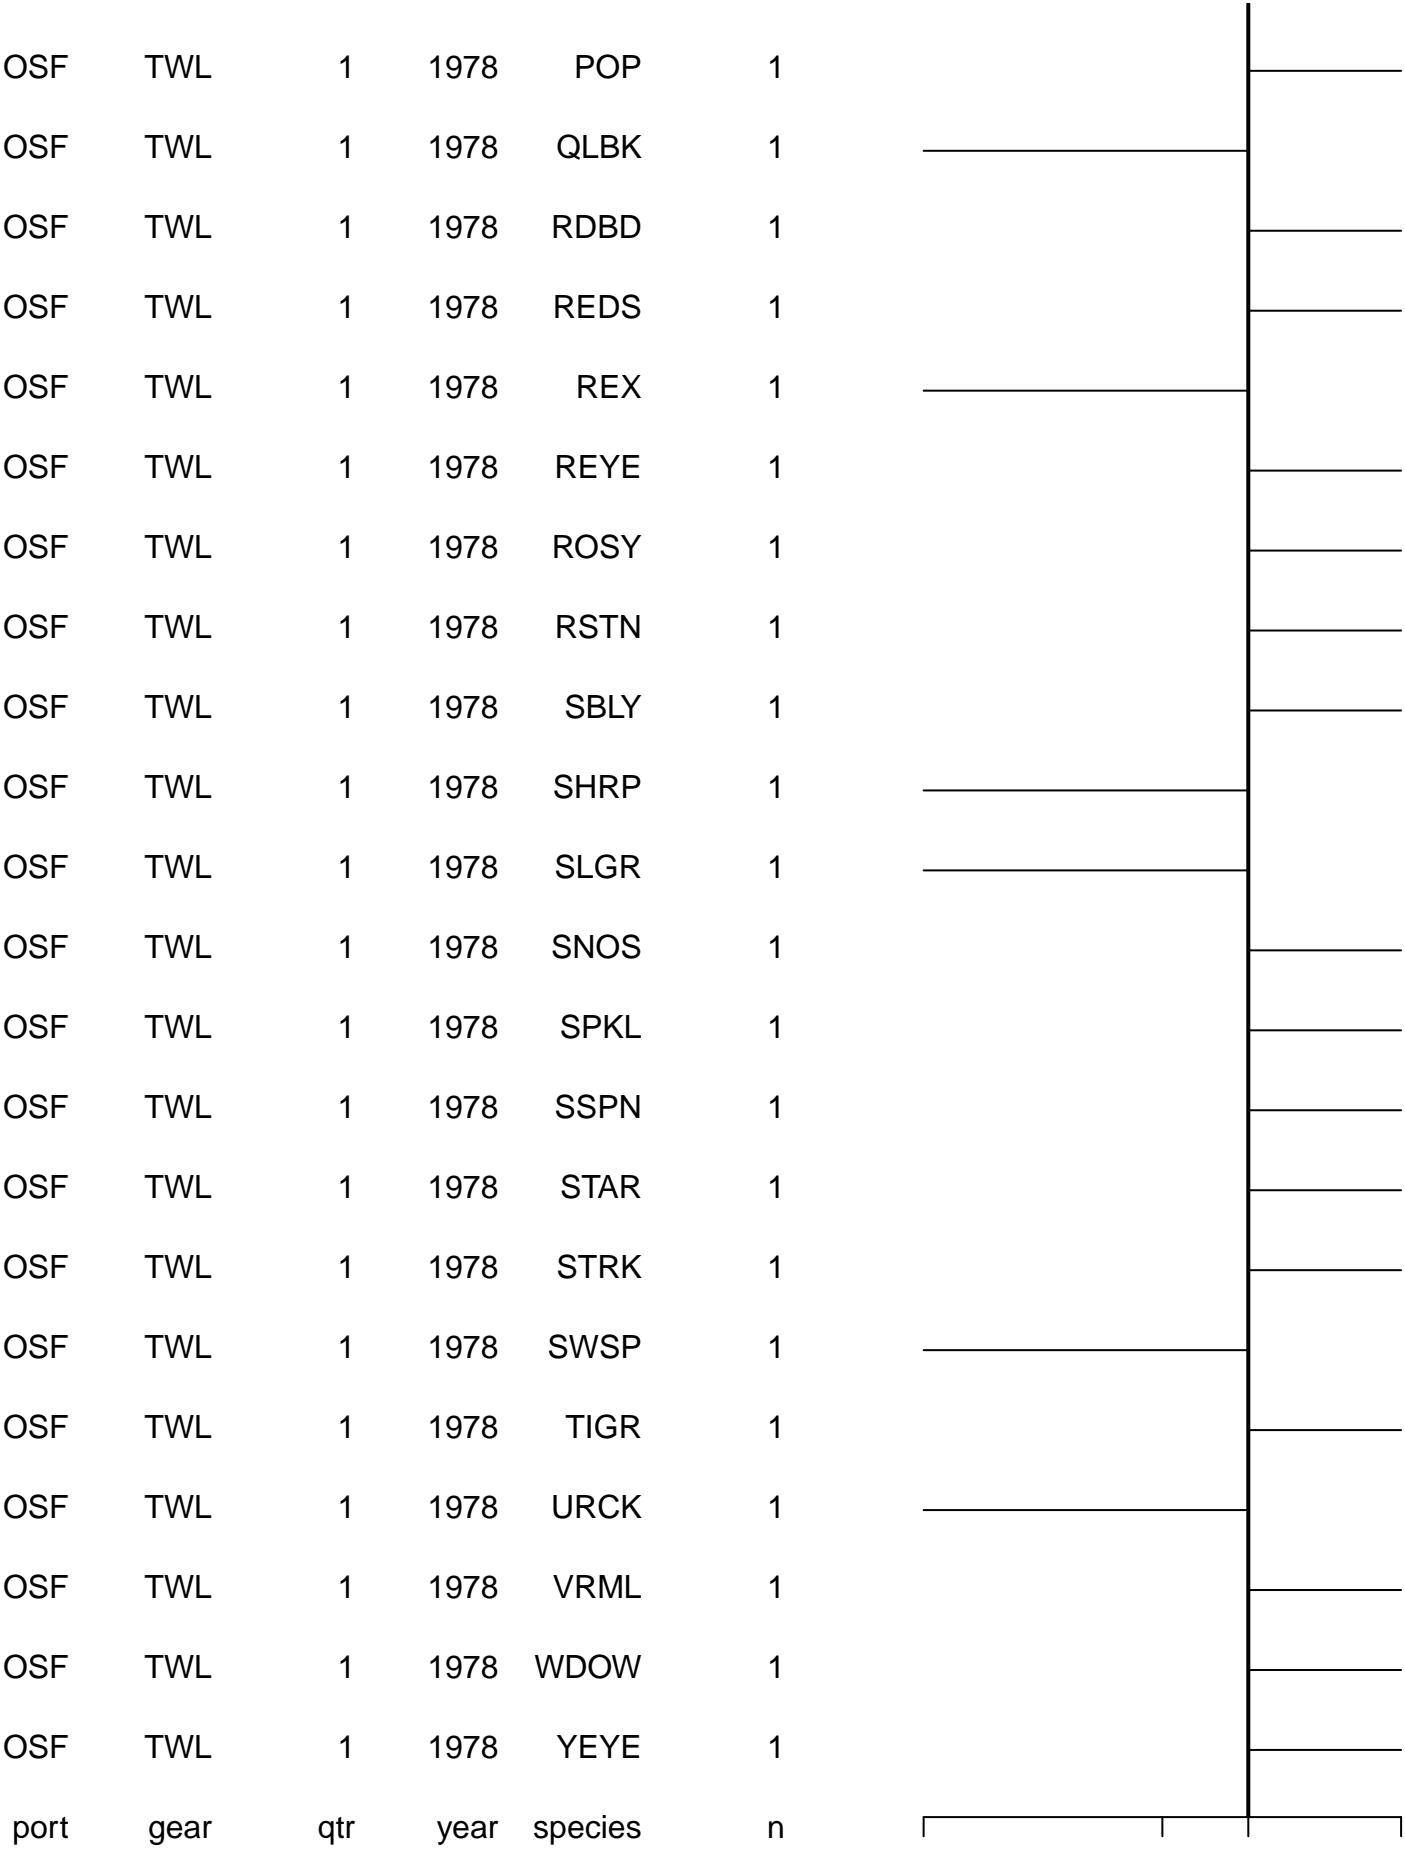 OSF TWL 1 1978 POP 1
OSF TWL 1 1978 QLBK 1
OSF TWL 1 1978 RDBD 1
OSF TWL 1 1978 REDS 1
OSF TWL 1 1978 REX 1
OSF TWL 1 1978 REYE 1
OSF TWL 1 1978 ROSY 1
OSF TWL 1 1978 RSTN 1
OSF TWL 1 1978 SBLY 1
OSF TWL 1 1978 SHRP 1
OSF TWL 1 1978 SLGR 1
OSF TWL 1 1978 SNOS 1
OSF TWL 1 1978 SPKL 1
OSF TWL 1 1978 SSPN 1
OSF TWL 1 1978 STAR 1
OSF TWL 1 1978 STRK 1
OSF TWL 1 1978 SWSP 1
OSF TWL 1 1978 TIGR 1
OSF TWL 1 1978 URCK 1
OSF TWL 1 1978 VRML 1
OSF TWL 1 1978 WDOW 1
OSF TWL 1 1978 YEYE 1
port gear qtr year species n